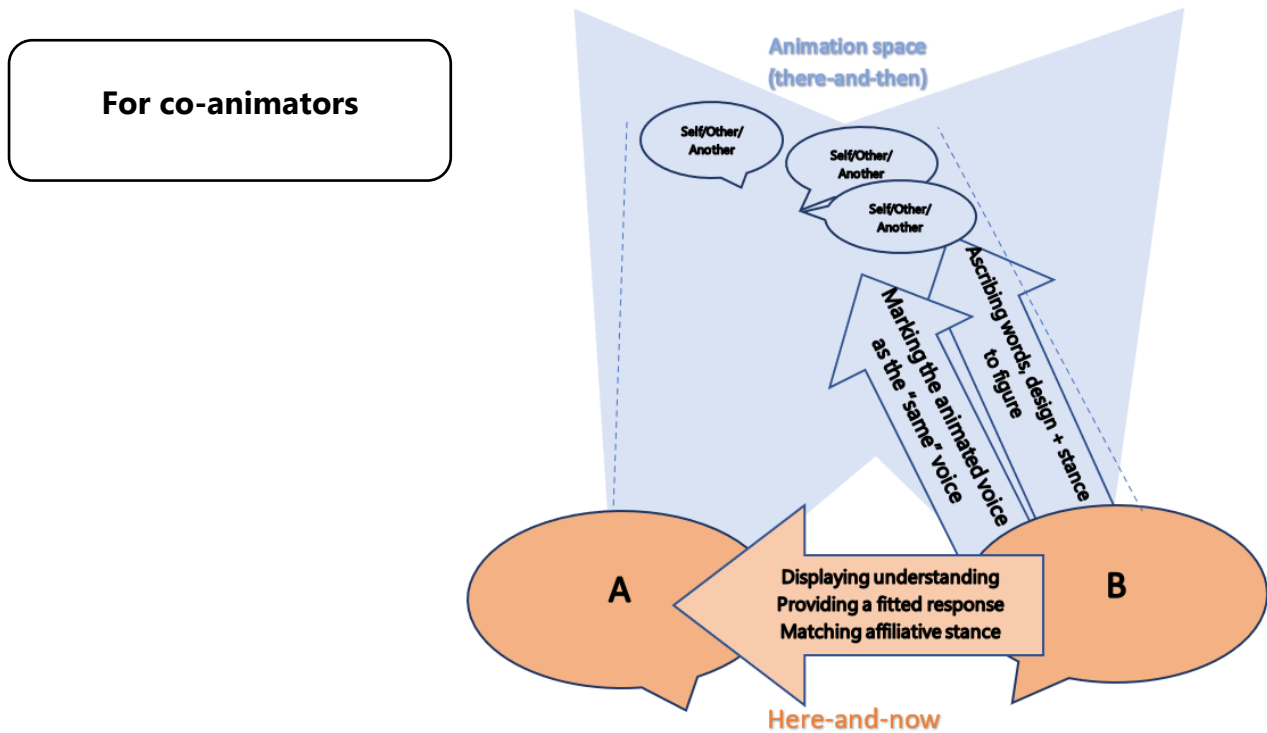 For co-animators
Animation space
(there-and-then)
Self/Other/
Another
Self/Other/
Another
Self/Other/
Another
Marking the animated voice
as the “same” voice
Ascribing words, design + stance
to figure
A
Displaying understanding
Providing a fitted response
Matching affiliative stance
B
Here-and-now